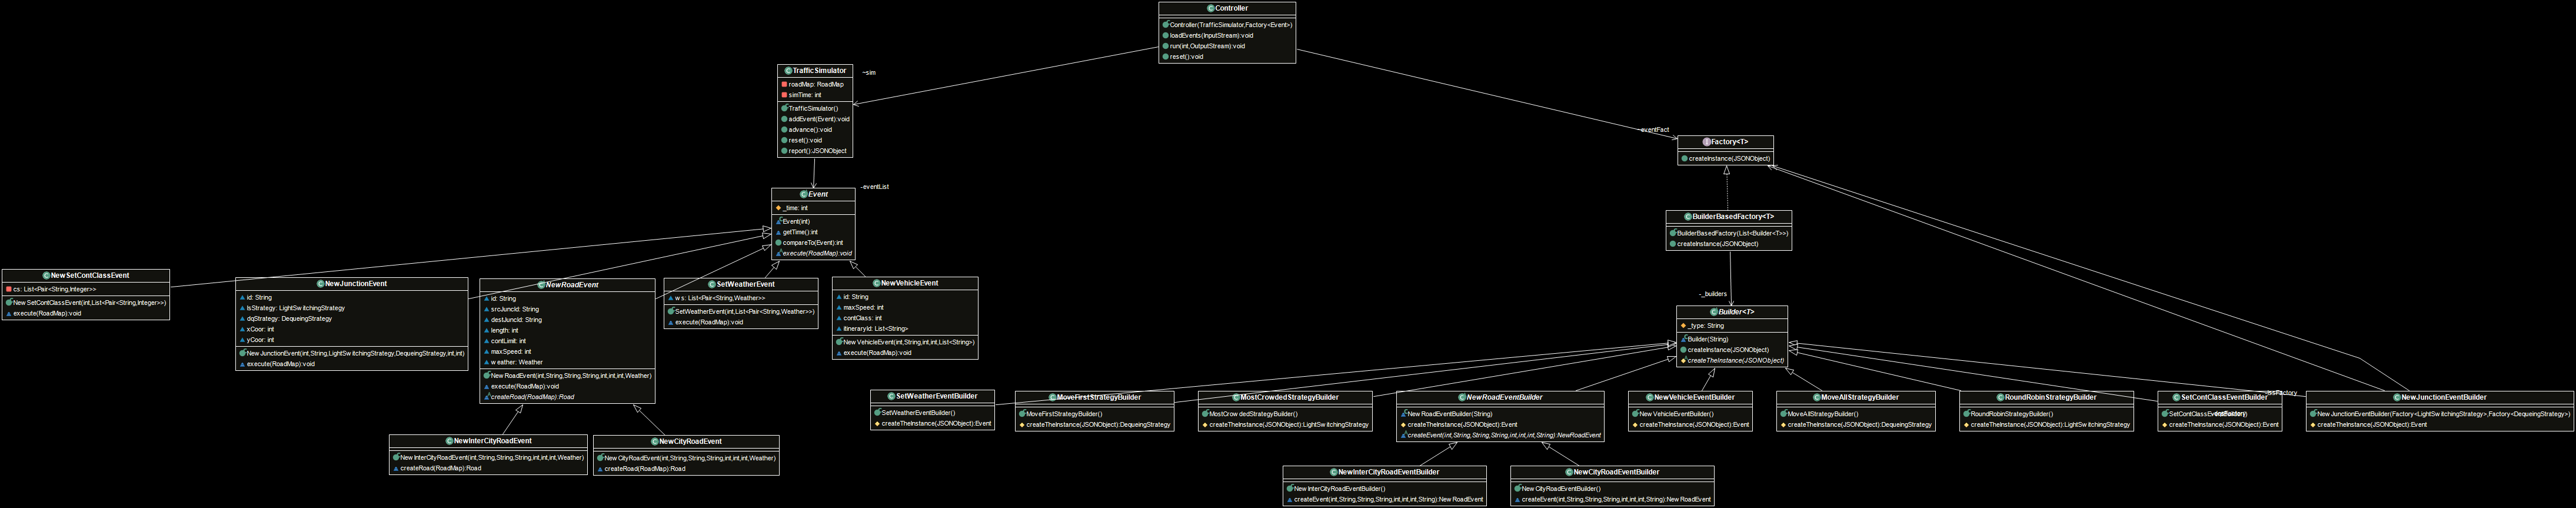 Controller
Controller(TrafficSimulator,Factory<Event>)
loadEvents(InputStream):void
run(int,OutputStream):void
reset():void
~sim
~eventFact
TrafficSimulator
roadMap: RoadMap
simTime: int
TrafficSimulator()
addEvent(Event):void
advance():void
reset():void
report():JSONObject
-eventList
Factory<T>
createInstance(JSONObject)
Event
_time: int
Event(int)
getTime():int
compareTo(Event):int
execute(RoadMap):void
BuilderBasedFactory<T>
BuilderBasedFactory(List<Builder<T>>)
createInstance(JSONObject)
-_builders
NewSetContClassEvent
cs: List<Pair<String,Integer>>
NewSetContClassEvent(int,List<Pair<String,Integer>>)
execute(RoadMap):void
NewJunctionEvent
id: String
lsStrategy: LightSwitchingStrategy
dqStrategy: DequeingStrategy
xCoor: int
yCoor: int
NewJunctionEvent(int,String,LightSwitchingStrategy,DequeingStrategy,int,int)
execute(RoadMap):void
NewRoadEvent
id: String
srcJuncId: String
destJuncId: String
length: int
contLimit: int
maxSpeed: int
weather: Weather
NewRoadEvent(int,String,String,String,int,int,int,Weather)
execute(RoadMap):void
createRoad(RoadMap):Road
SetWeatherEvent
ws: List<Pair<String,Weather>>
SetWeatherEvent(int,List<Pair<String,Weather>>)
execute(RoadMap):void
NewVehicleEvent
id: String
maxSpeed: int
contClass: int
itineraryId: List<String>
NewVehicleEvent(int,String,int,int,List<String>)
execute(RoadMap):void
Builder<T>
_type: String
Builder(String)
createInstance(JSONObject)
createTheInstance(JSONObject)
NewInterCityRoadEvent
NewInterCityRoadEvent(int,String,String,String,int,int,int,Weather)
createRoad(RoadMap):Road
NewCityRoadEvent
NewCityRoadEvent(int,String,String,String,int,int,int,Weather)
createRoad(RoadMap):Road
SetWeatherEventBuilder
SetWeatherEventBuilder()
createTheInstance(JSONObject):Event
MoveFirstStrategyBuilder
MoveFirstStrategyBuilder()
createTheInstance(JSONObject):DequeingStrategy
MostCrowdedStrategyBuilder
MostCrowdedStrategyBuilder()
createTheInstance(JSONObject):LightSwitchingStrategy
NewRoadEventBuilder
NewRoadEventBuilder(String)
createTheInstance(JSONObject):Event
createEvent(int,String,String,String,int,int,int,String):NewRoadEvent
NewVehicleEventBuilder
NewVehicleEventBuilder()
createTheInstance(JSONObject):Event
MoveAllStrategyBuilder
MoveAllStrategyBuilder()
createTheInstance(JSONObject):DequeingStrategy
RoundRobinStrategyBuilder
RoundRobinStrategyBuilder()
createTheInstance(JSONObject):LightSwitchingStrategy
SetContClassEventBuilder
createTheInstance(JSONObject):Event
NewJunctionEventBuilder
NewJunctionEventBuilder(Factory<LightSwitchingStrategy>,Factory<DequeingStrategy>)
createTheInstance(JSONObject):Event
NewInterCityRoadEventBuilder
NewInterCityRoadEventBuilder()
createEvent(int,String,String,String,int,int,int,String):NewRoadEvent
NewCityRoadEventBuilder
NewCityRoadEventBuilder()
createEvent(int,String,String,String,int,int,int,String):NewRoadEvent